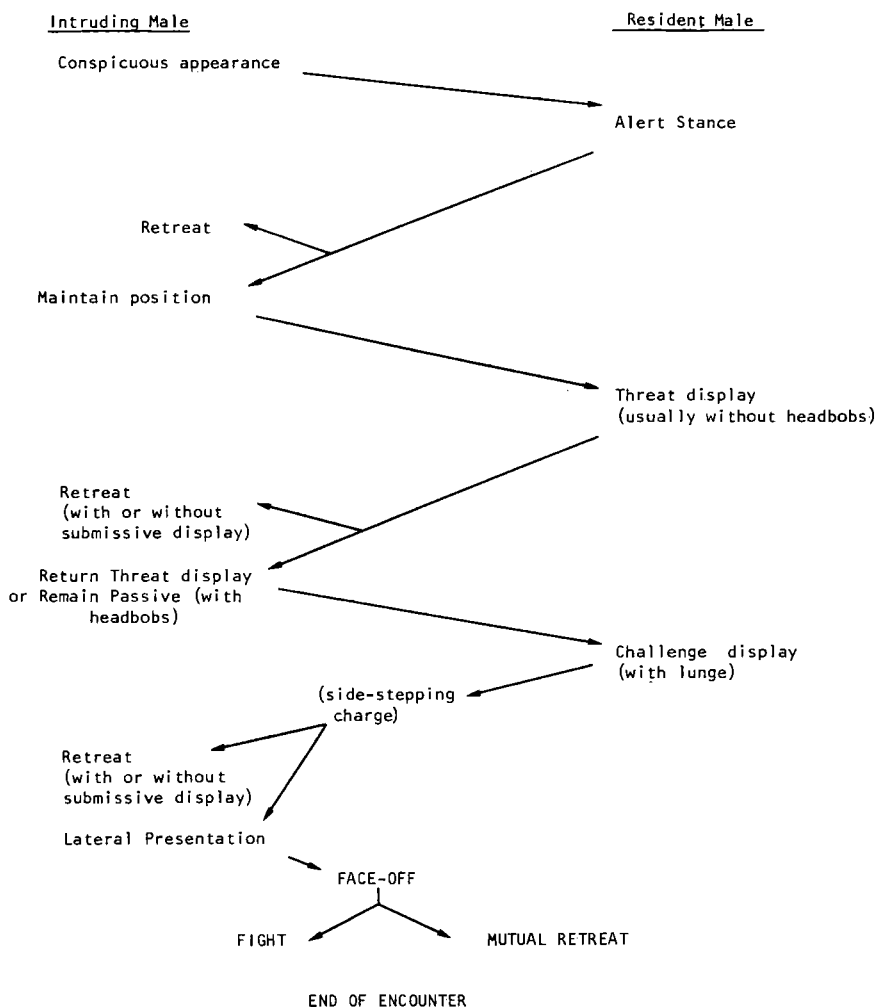 Intruding Male
Resident Male
Conspicuous appearance
Alert Stance
Retreat
Maintain position
Threat display
(usually without headbobs)
Retreat
(with or without
submissive display)
Return Threat display
or Remain Passive (with
headbobs)
Challenge display
(with lunge)
(side-stepping
charge)
Retreat
(with or without
submissive display)
Lateral Presentation
FACE-OFF
FIGHT
MUTUAL RETREAT
END OF ENCOUNTER